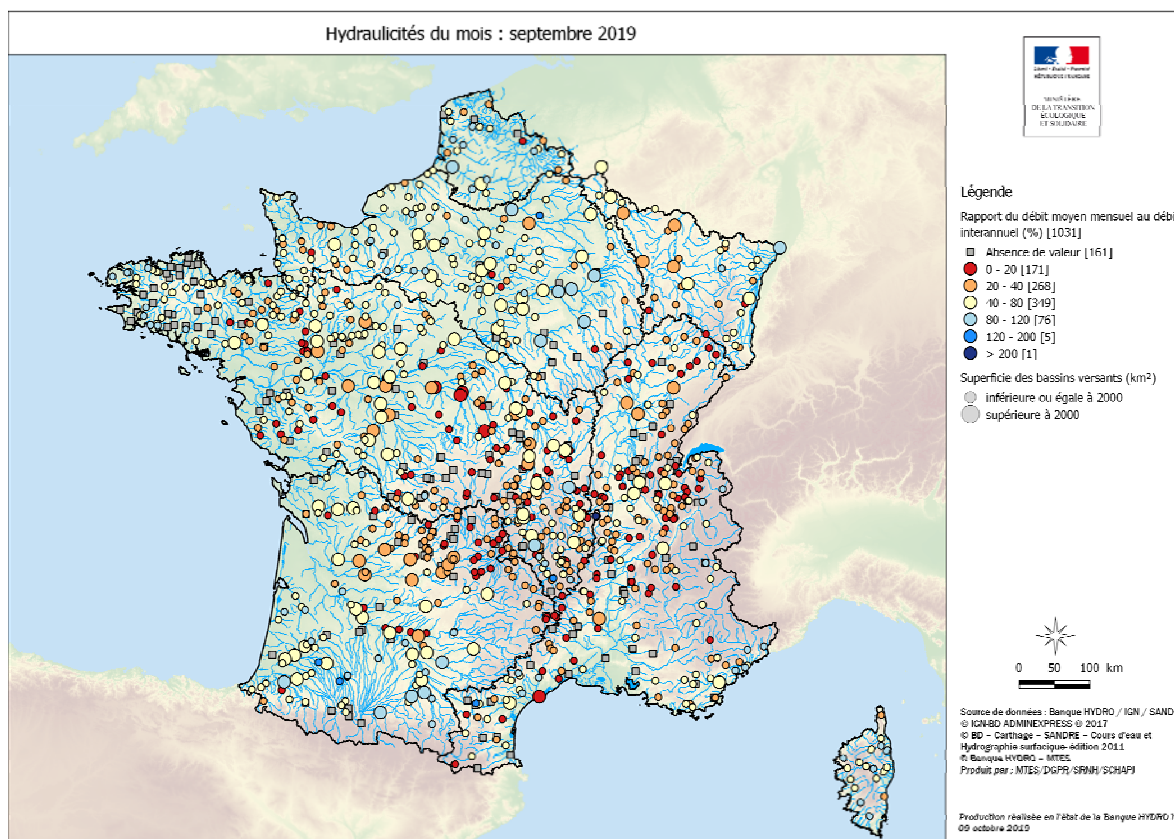 Hydraulicités du mois : septembre 2019
Liberté • Égalité • Fraternité
RÉPUBLIQUE FRANÇAISE
MINISTÈRE
DE LA TRANSITION
ÉCOLOGIQUE
ET SOLIDAIRE
Légende
Rapport du débit moyen mensuel au débi
interannuel (%) [1031]
Absence de valeur [161]
0 - 20 [171]
20 - 40 [268]
40 - 80 [349]
80 - 120 [76]
120 - 200 [5]
> 200 [1]
Superficie des bassins versants (km²)
inférieure ou égale à 2000
supérieure à 2000
0 50 100 km
Source de données : Banque HYDRO / IGN / SAND
© IGN-BD ADMINEXPRESS © 2017
© BD – Carthage – SANDRE – Cours d'eau et
Hydrographie surfacique-édition 2011
© Banque HYDRO – MTES
Produit par : MTES/DGPR/SRNH/SCHAPI
Production réalisée en l'état de la Banque HYDRO
09 octobre 2019